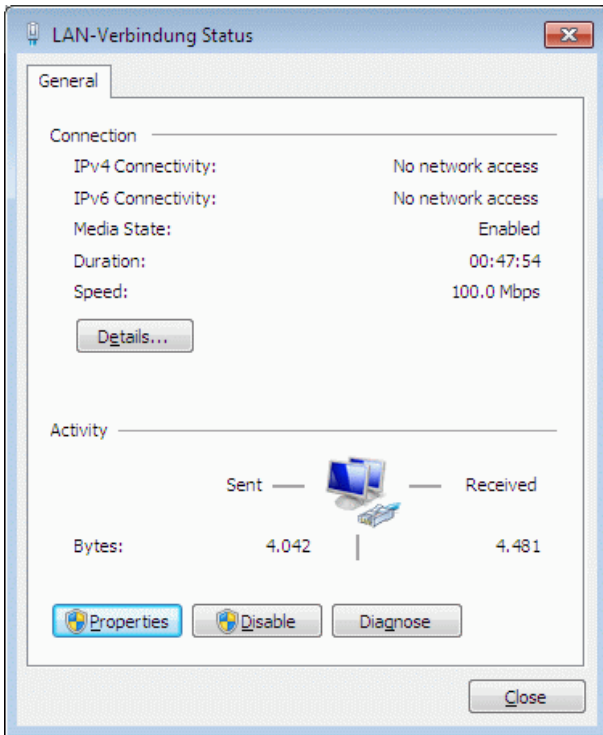 LAN-Verbindung Status
General
Connection
IPv4 Connectivity: No network access
IPv6 Connectivity: No network access
Media State: Enabled
Duration: 00:47:54
Speed: 100.0 Mbps
Details...
Activity
Sent Received
Bytes: 4.042 4.481
Properties Disable Diagnose
Close